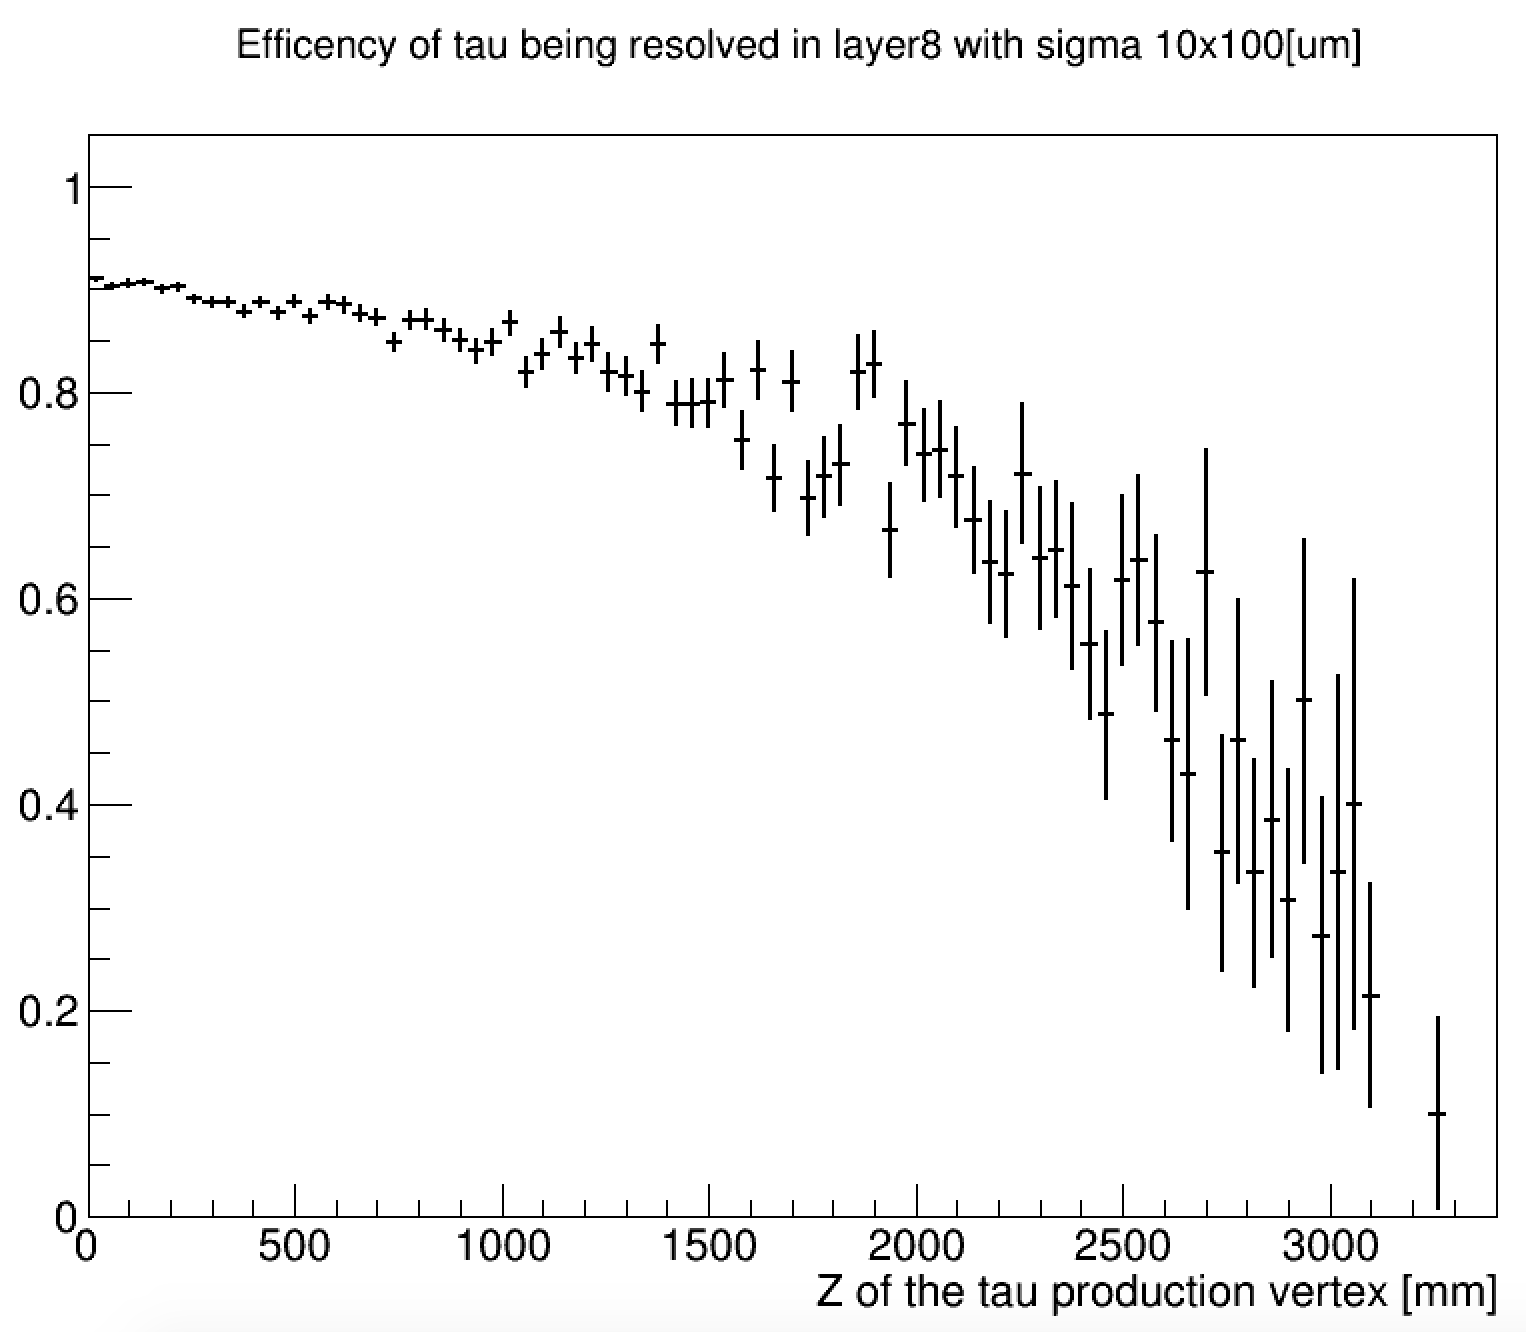 Efficency of tau being resolved in layer8 with sigma 10x100[um]
1
0.8
0.6
0.4
0.2
0
0 500 1000 1500 2000 2500 3000
Z of the tau production vertex [mm]